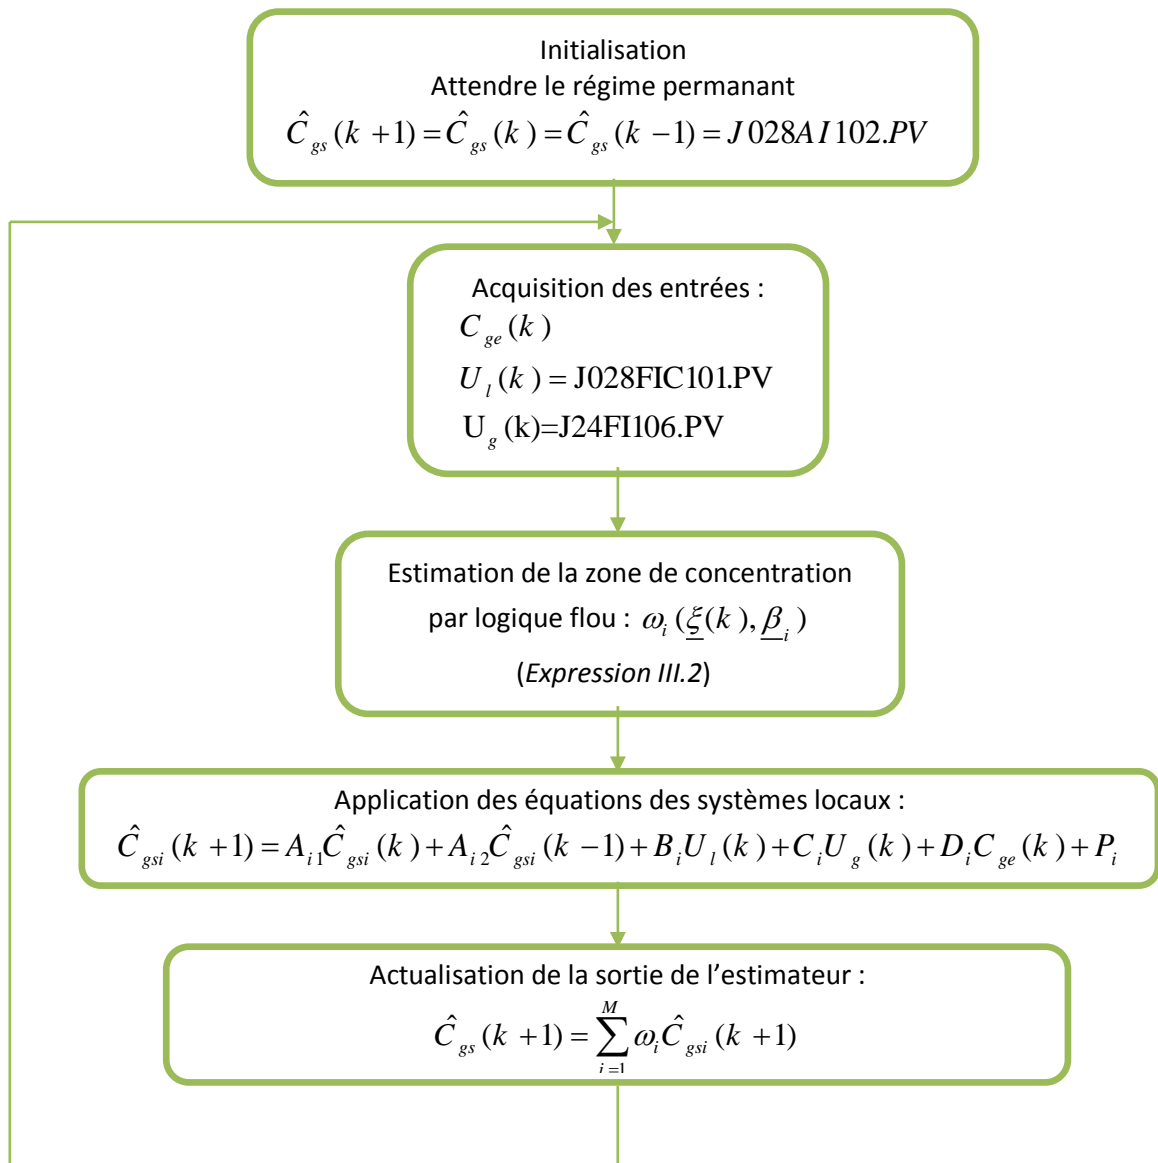 Initialisation
Attendre le régime permanant
Ĉ_gs(k+1)=Ĉ_gs(k)=Ĉ_gs(k−1)=J028AI102.PV
Acquisition des entrées :
C_ge(k)
U_l(k)=J028FIC101.PV
U_g(k)=J24FI106.PV
Estimation de la zone de concentration
par logique flou : ω_i(ξ(k),β_i)
(Expression III.2)
Application des équations des systèmes locaux :
Ĉ_gsi(k+1)=A_i1Ĉ_gsi(k)+A_i2Ĉ_gsi(k−1)+B_iU_l(k)+C_iU_g(k)+D_iC_ge(k)+P_i
Actualisation de la sortie de l’estimateur :
Ĉ_gs(k+1)=∑_{i=1}^{M}ω_iĈ_gsi(k+1)